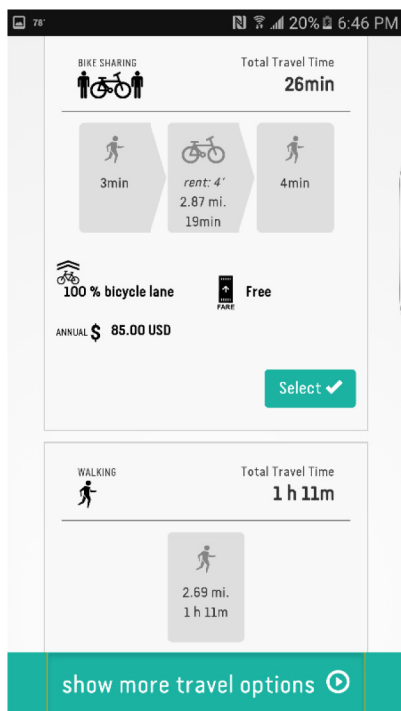 78' 20% 6:46 PM
BIKE SHARING Total Travel Time
26min
3min rent: 4' 4min
2.87 mi.
19min
100 % bicycle lane Free
FARE
ANNUAL $ 85.00 USD
Select
WALKING Total Travel Time
1 h 11m
2.69 mi.
1 h 11m
show more travel options